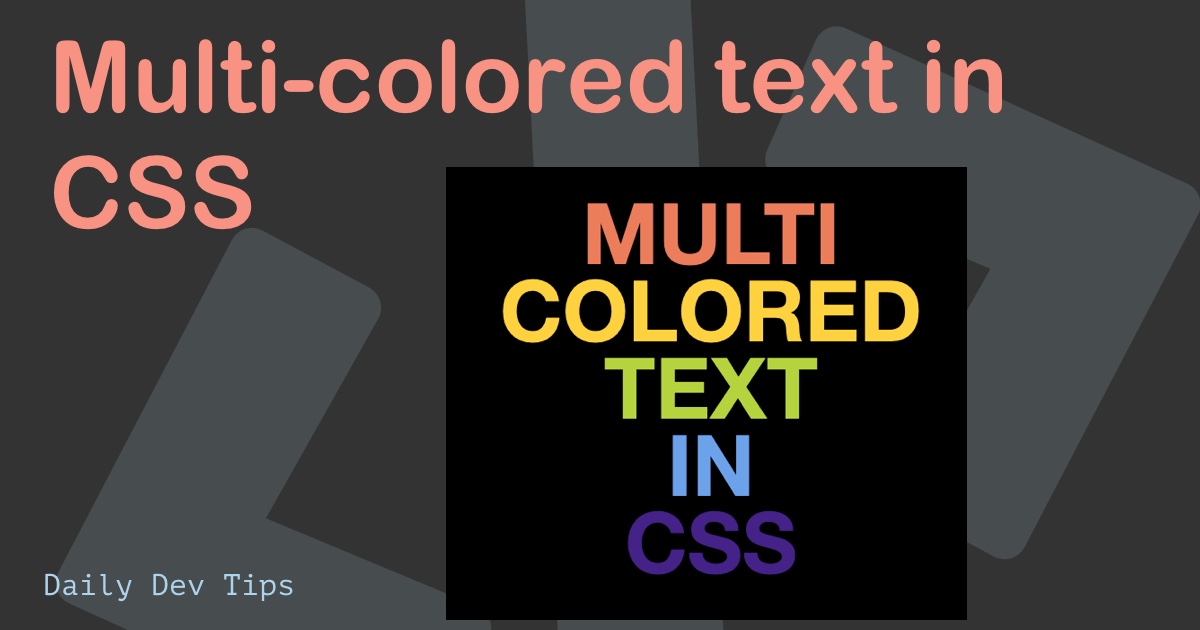 Multi-colored text in
CSS
MULTI
COLORED
TEXT
IN
CSS
Daily Dev Tips